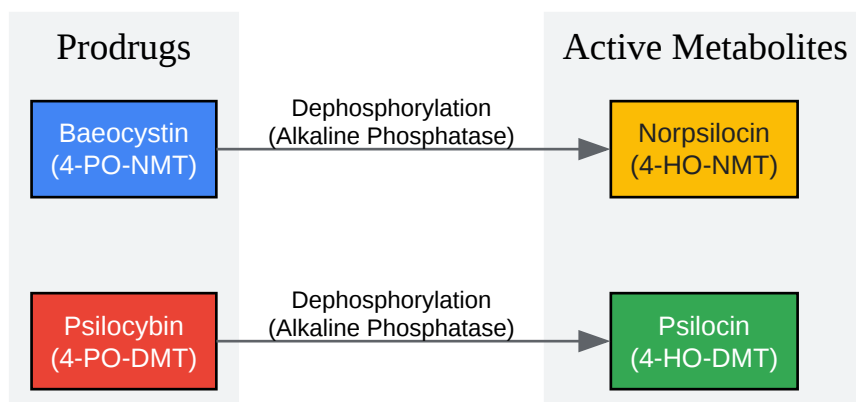 Prodrugs
Active Metabolites
Baeocystin
(4-PO-NMT)
Dephosphorylation
(Alkaline Phosphatase)
Norpsilocin
(4-HO-NMT)
Psilocybin
(4-PO-DMT)
Dephosphorylation
(Alkaline Phosphatase)
Psilocin
(4-HO-DMT)